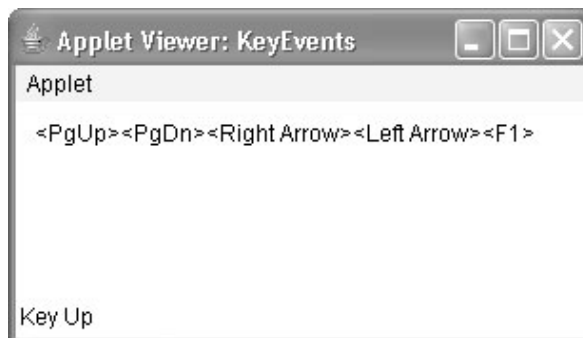 Applet Viewer: KeyEvents
Applet
<PgUp><PgDn><Right Arrow><Left Arrow><F1>
Key Up